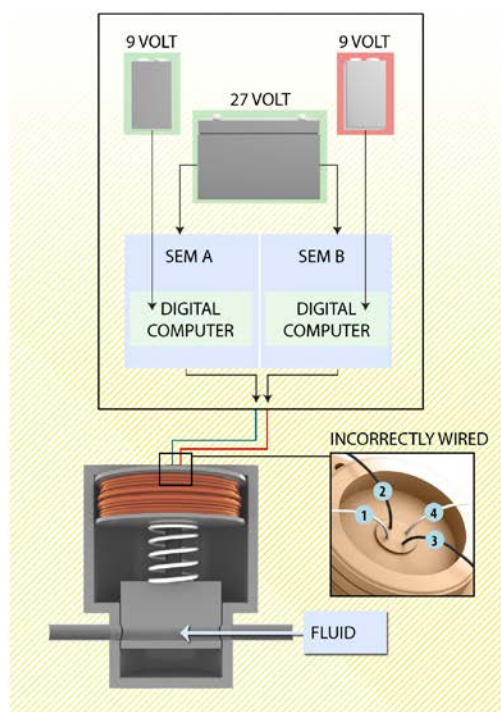 9 VOLT
9 VOLT
27 VOLT
SEM A
SEM B
DIGITAL
COMPUTER
DIGITAL
COMPUTER
INCORRECTLY WIRED
2
1
4
3
FLUID